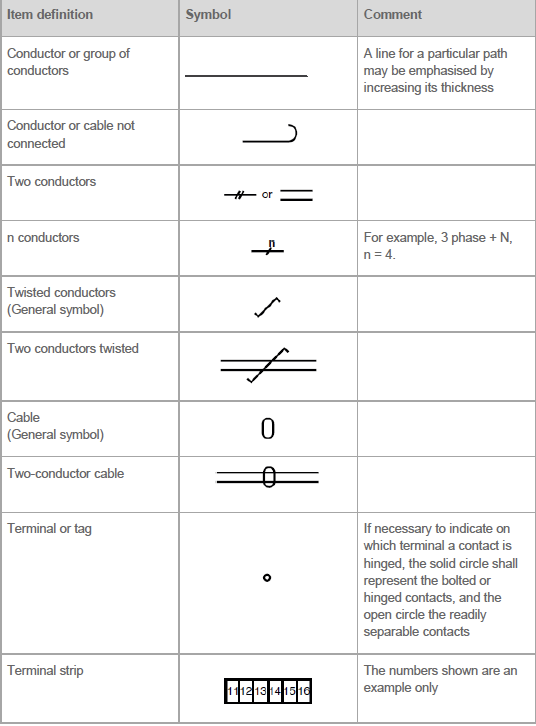 Item definition
Symbol
Comment
Conductor or group of
conductors
A line for a particular path
may be emphasised by
increasing its thickness
Conductor or cable not
connected
Two conductors
or
n conductors
n
For example, 3 phase + N,
n = 4.
Twisted conductors
(General symbol)
Two conductors twisted
Cable
(General symbol)
Two-conductor cable
Terminal or tag
If necessary to indicate on
which terminal a contact is
hinged, the solid circle shall
represent the bolted or
hinged contacts, and the
open circle the readily
separable contacts
Terminal strip
11 12 13 14 15 16
The numbers shown are an
example only